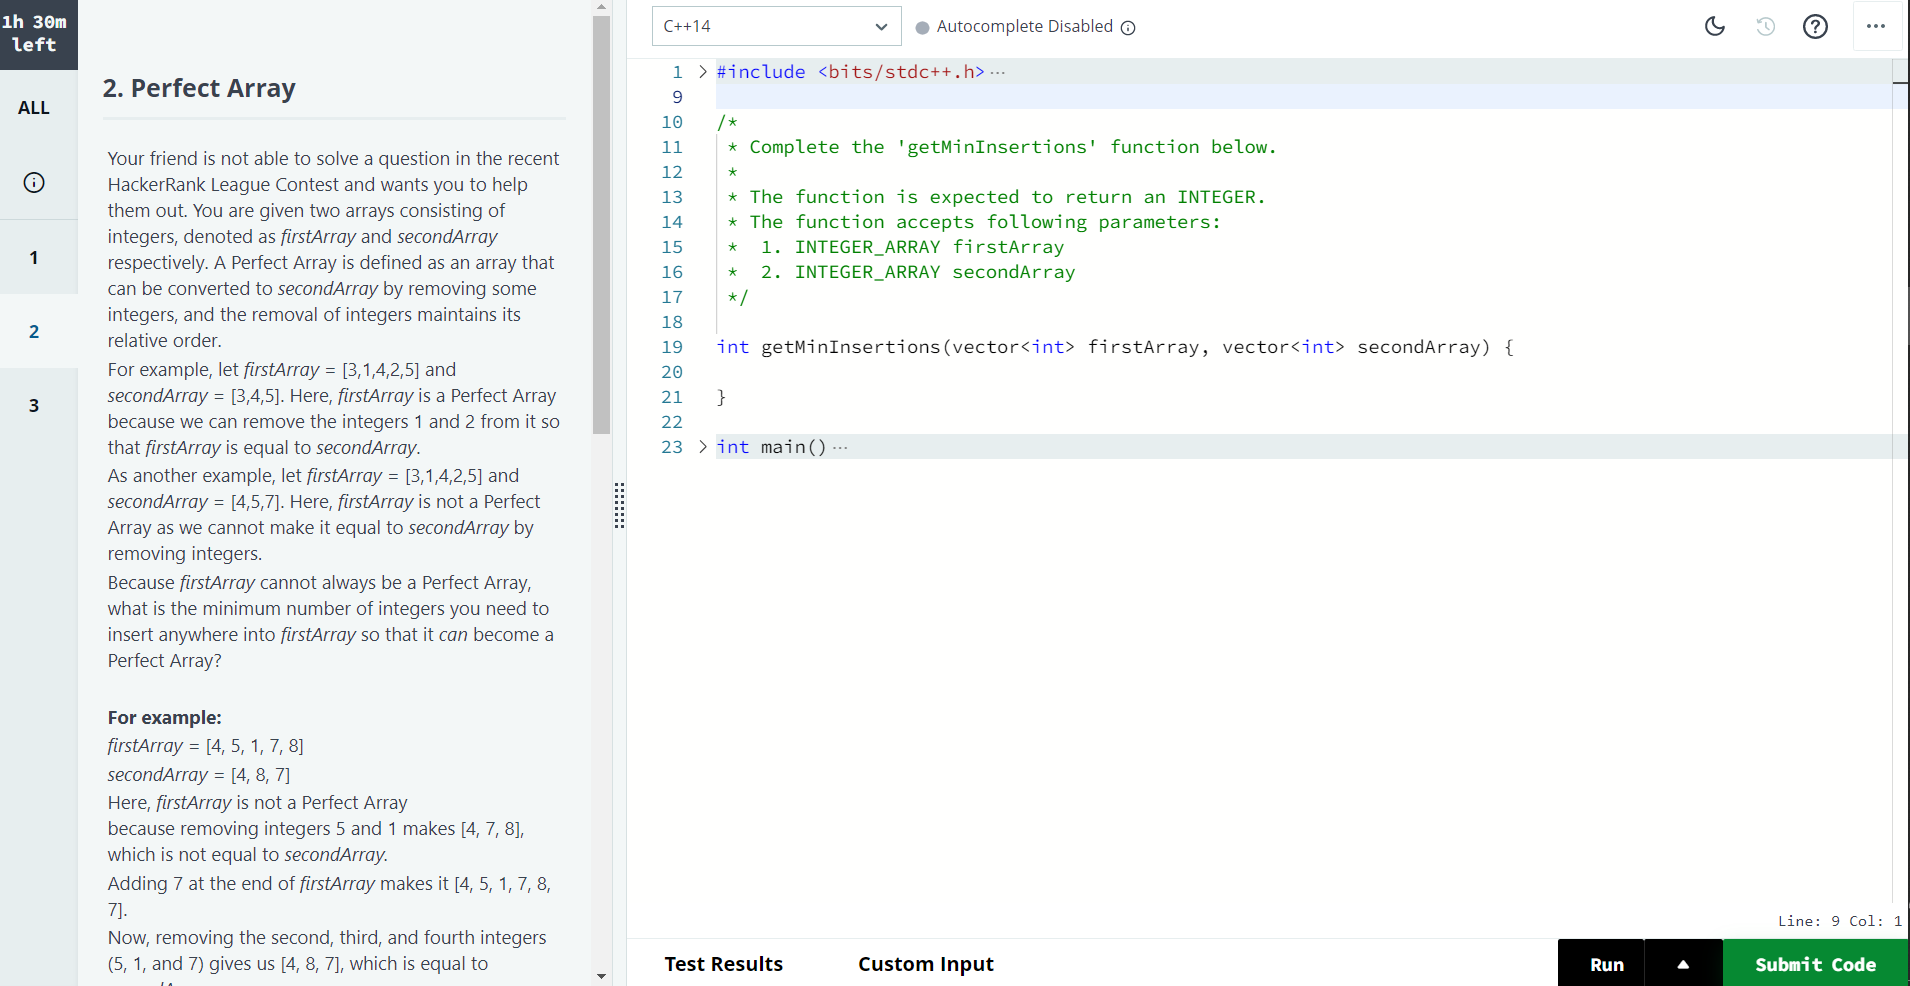 1h 30m
left
ALL
1
2
3
2. Perfect Array
Your friend is not able to solve a question in the recent
HackerRank League Contest and wants you to help
them out. You are given two arrays consisting of
integers, denoted as firstArray and secondArray
respectively. A Perfect Array is defined as an array that
can be converted to secondArray by removing some
integers, and the removal of integers maintains its
relative order.
For example, let firstArray = [3,1,4,2,5] and
secondArray = [3,4,5]. Here, firstArray is a Perfect Array
because we can remove the integers 1 and 2 from it so
that firstArray is equal to secondArray.
As another example, let firstArray = [3,1,4,2,5] and
secondArray = [4,5,7]. Here, firstArray is not a Perfect
Array as we cannot make it equal to secondArray by
removing integers.
Because firstArray cannot always be a Perfect Array,
what is the minimum number of integers you need to
insert anywhere into firstArray so that it can become a
Perfect Array?
For example:
firstArray = [4, 5, 1, 7, 8]
secondArray = [4, 8, 7]
Here, firstArray is not a Perfect Array
because removing integers 5 and 1 makes [4, 7, 8],
which is not equal to secondArray.
Adding 7 at the end of firstArray makes it [4, 5, 1, 7, 8,
7].
Now, removing the second, third, and fourth integers
(5, 1, and 7) gives us [4, 8, 7], which is equal to
C++14
Autocomplete Disabled
1 #include <bits/stdc++.h> ...
9
10 /*
11 * Complete the 'getMinInsertions' function below.
12 *
13 * The function is expected to return an INTEGER.
14 * The function accepts following parameters:
15 * 1. INTEGER_ARRAY firstArray
16 * 2. INTEGER_ARRAY secondArray
17 */
18
19 int getMinInsertions(vector<int> firstArray, vector<int> secondArray) {
20
21 }
22
23 int main() ...
Line: 9 Col: 1
Test Results
Custom Input
Run
Submit Code